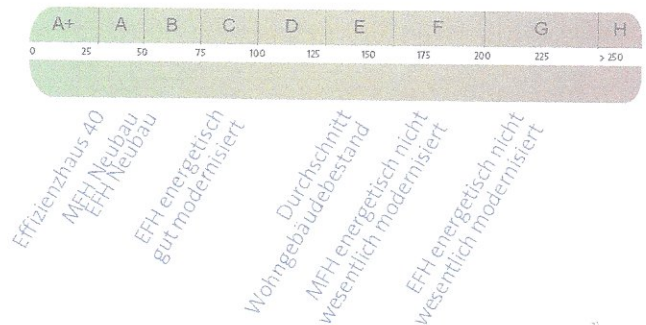 A+ A B C D E F G H
0 25 50 75 100 125 150 175 200 225 > 250
Effizienzhaus 40
MFH Neubau
EFH Neubau
EFH energetisch
gut modernisiert
Durchschnitt
Wohngebäudebestand
MFH energetisch nicht
wesentlich modernisiert
EFH energetisch nicht
wesentlich modernisiert